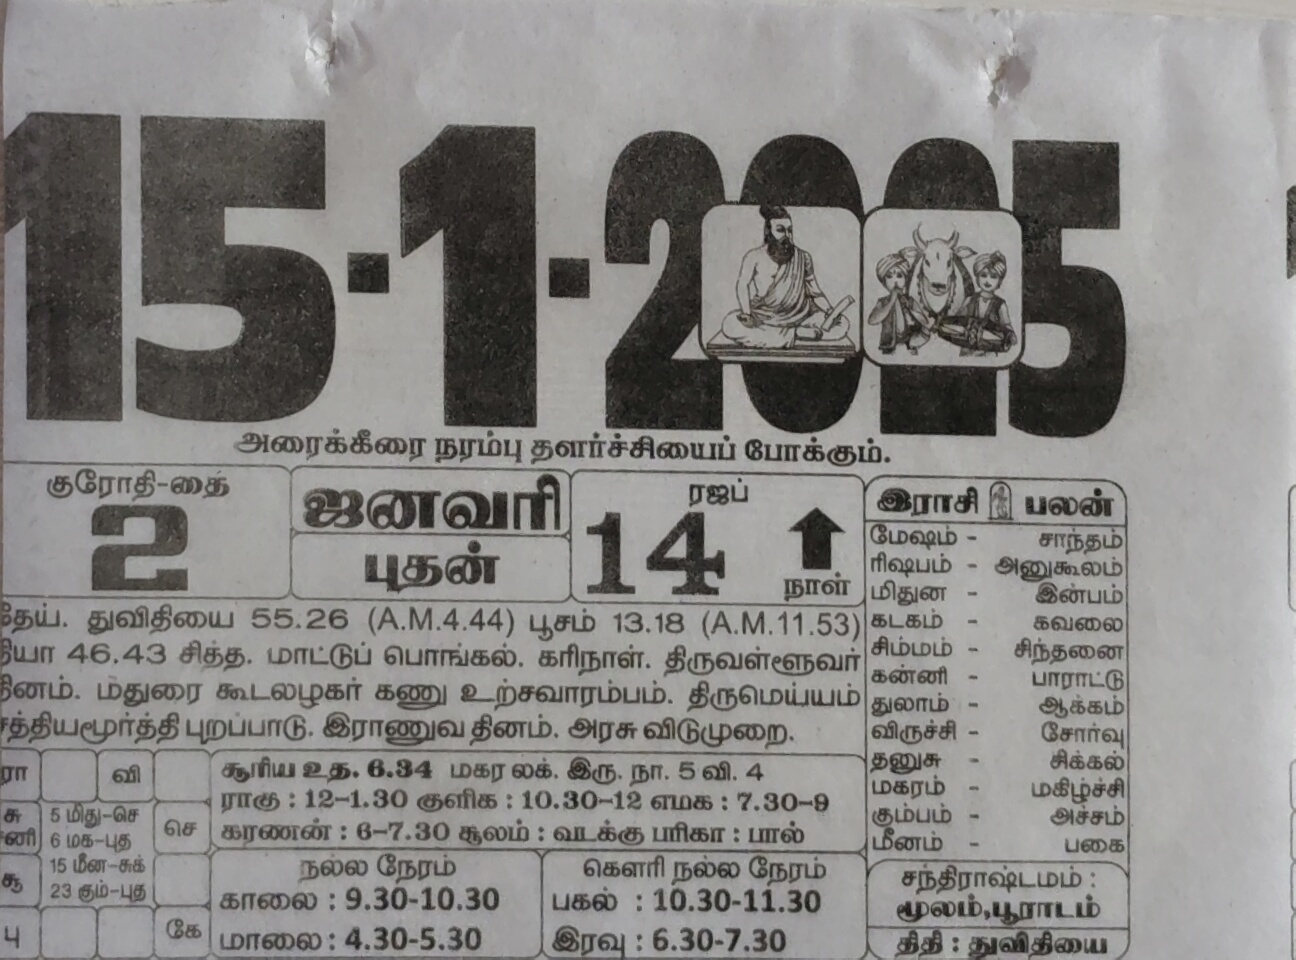 15-1-2025
அரைக்கீரை நரம்பு தளர்ச்சியைப் போக்கும்.
குரோதி-தை
2
ஜனவரி
புதன்
ரஜப்
14
நாள்
தேய். துவிதியை 55.26 (A.M.4.44) பூசம் 13.18 (A.M.11.53)
46.43 சித்த. மாட்டுப் பொங்கல். கரிநாள். திருவள்ளூவர்
தினம். மதுரை கூடலழகர் கணு உற்சவாரம்பம். திருமெய்யம்
சத்தியமூர்த்தி புறப்பாடு. இராணுவ தினம். அரசு விடுமுறை.
இராசி பலன்
மேஷம் - சாந்தம்
ரிஷபம் - அனுகூலம்
மிதுன - இன்பம்
கடகம் - கவலை
சிம்மம் - சிந்தனை
கன்னி - பாராட்டு
துலாம் - ஆக்கம்
விருச்சி - சோர்வு
தனுசு - சிக்கல்
மகரம் - மகிழ்ச்சி
கும்பம் - அச்சம்
மீனம் - பகை
சந்திராஷ்டமம் :
மூலம்,பூராடம்
திதி : துவிதியை
ரா
வி
சு
னி
5 மிது-செ
6 மக-புத
செ
சூ
15 மீன-சுக்
23 கும்-புத
பு
கே
சூரிய உத. 6.34 மகர லக். இரு. நா. 5 வி. 4
ராகு : 12-1.30 குளிக : 10.30-12 எமக : 7.30-9
கரணன் : 6-7.30 சூலம் : வடக்கு பரிகா : பால்
நல்ல நேரம்
காலை : 9.30-10.30
மாலை : 4.30-5.30
கௌரி நல்ல நேரம்
பகல் : 10.30-11.30
இரவு : 6.30-7.30